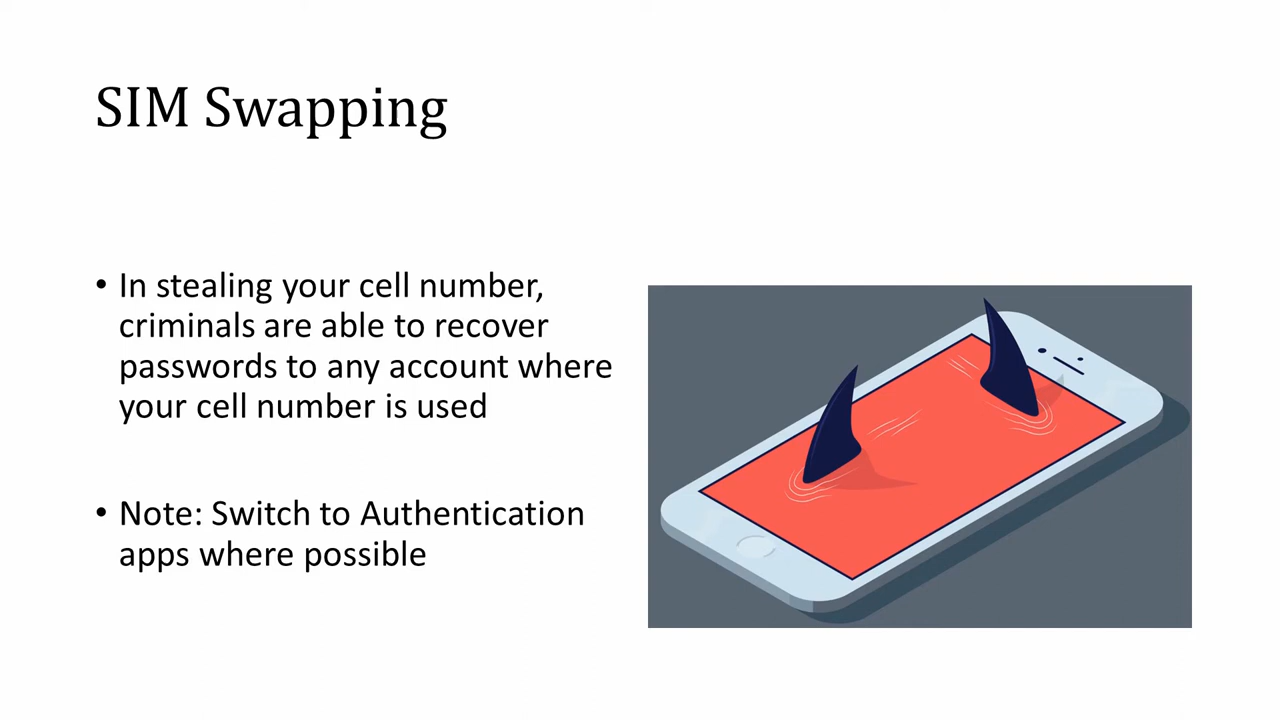 SIM Swapping
• In stealing your cell number,
criminals are able to recover
passwords to any account where
your cell number is used
• Note: Switch to Authentication
apps where possible